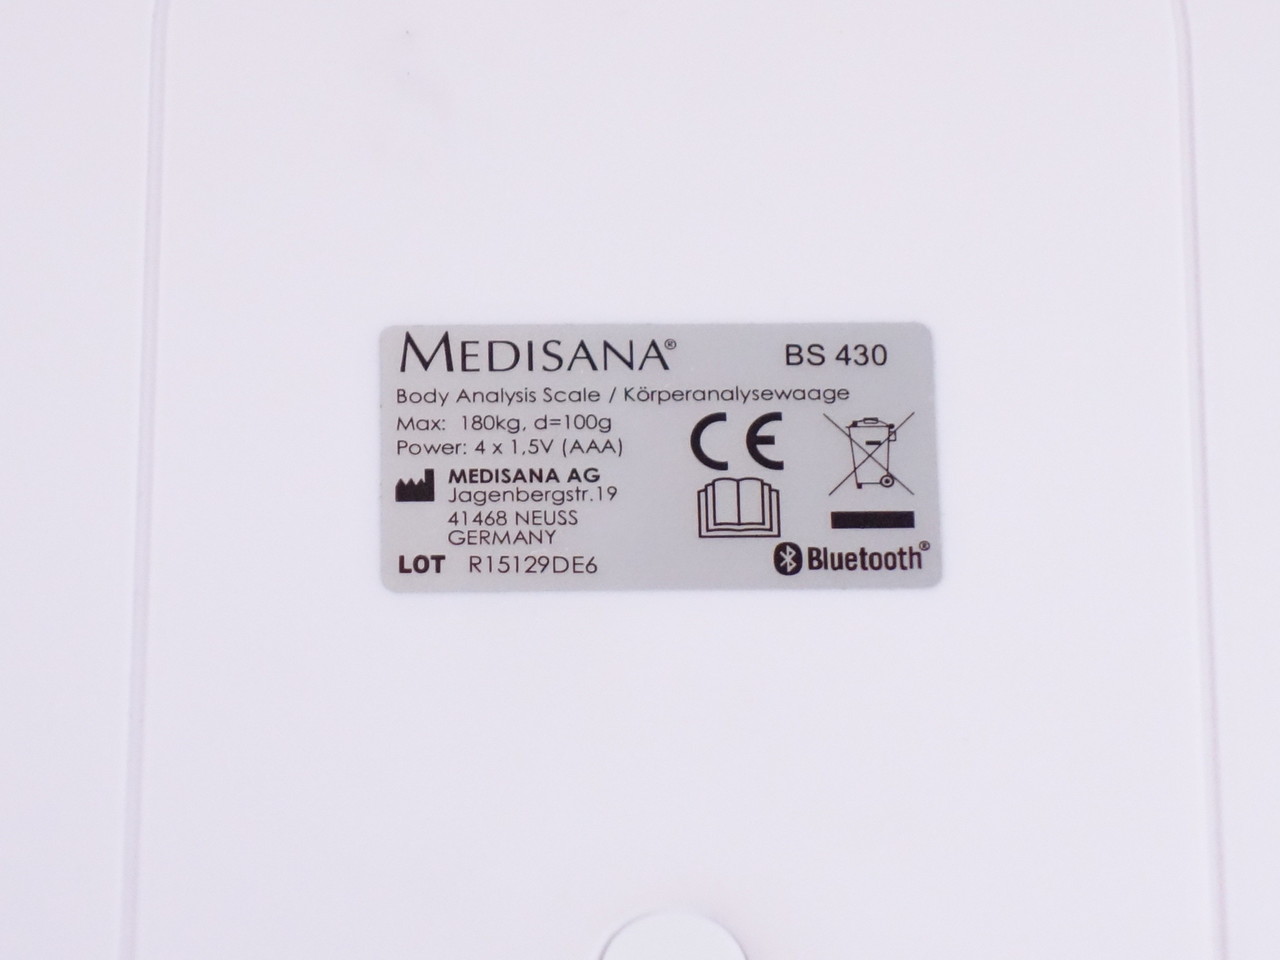 MEDISANA® BS 430
Body Analysis Scale / Körperanalysewaage
Max: 180kg, d=100g
Power: 4 x 1,5V (AAA)
MEDISANA AG
Jagenbergstr.19
41468 NEUSS
GERMANY
LOT R15129DE6
CE
Bluetooth®